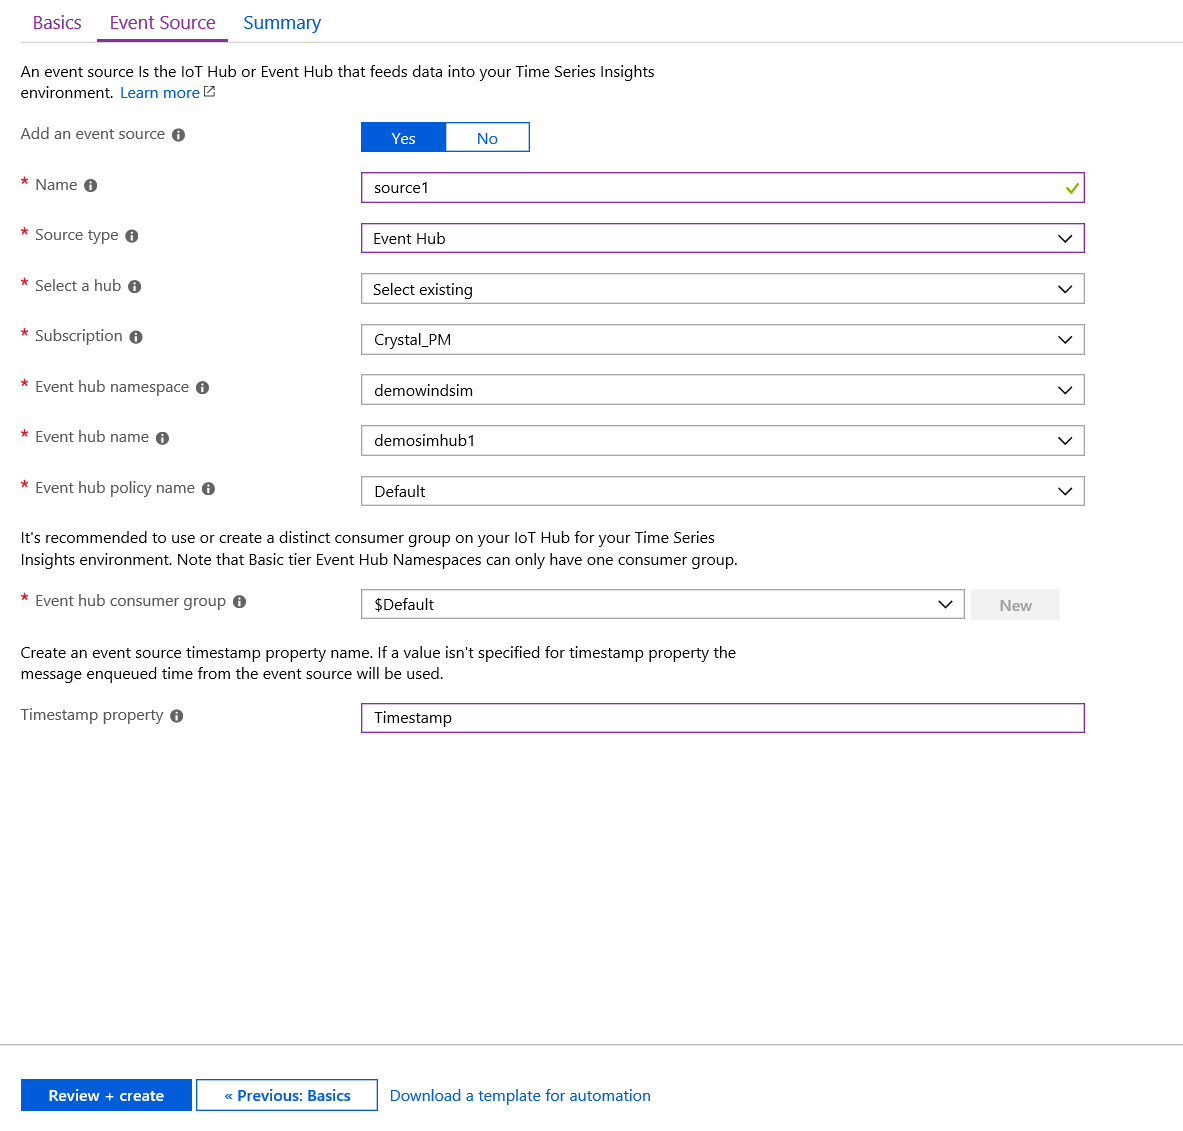 Basics Event Source Summary
An event source Is the IoT Hub or Event Hub that feeds data into your Time Series Insights
environment. Learn more
Add an event source Yes No
* Name source1
* Source type Event Hub
* Select a hub Select existing
* Subscription Crystal_PM
* Event hub namespace demowindsim
* Event hub name demosimhub1
* Event hub policy name Default
It's recommended to use or create a distinct consumer group on your IoT Hub for your Time Series
Insights environment. Note that Basic tier Event Hub Namespaces can only have one consumer group.
* Event hub consumer group $Default New
Create an event source timestamp property name. If a value isn't specified for timestamp property the
message enqueued time from the event source will be used.
Timestamp property Timestamp
Review + create « Previous: Basics Download a template for automation